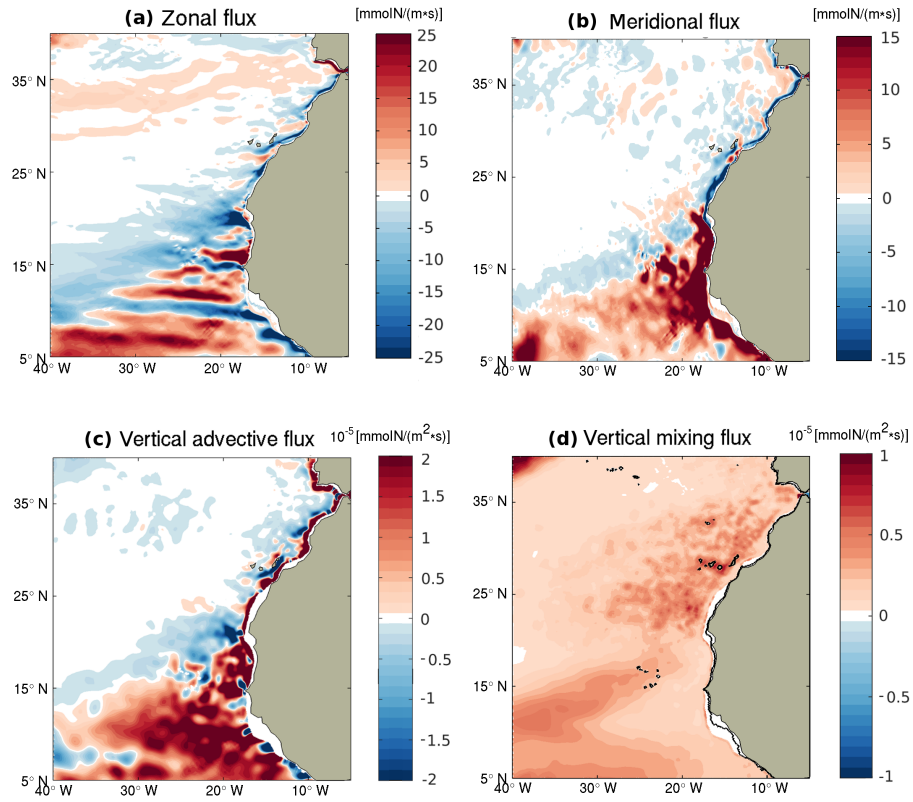 (a) Zonal flux [mmolN/(m*s)]
35° N
25° N
15° N
5° N
40° W 30° W 20° W 10° W
25
20
15
10
5
0
-5
-10
-15
-20
-25
(b) Meridional flux [mmolN/(m*s)]
35° N
25° N
15° N
5° N
40° W 30° W 20° W 10° W
15
10
5
0
-5
-10
-15
(c) Vertical advective flux 10-5 [mmolN/(m2*s)]
35° N
25° N
15° N
5° N
40° W 30° W 20° W 10° W
2
1.5
1
0.5
0
-0.5
-1
-1.5
-2
(d) Vertical mixing flux 10-5 [mmolN/(m2*s)]
35° N
25° N
15° N
5° N
40° W 30° W 20° W 10° W
1
0.5
0
-0.5
-1